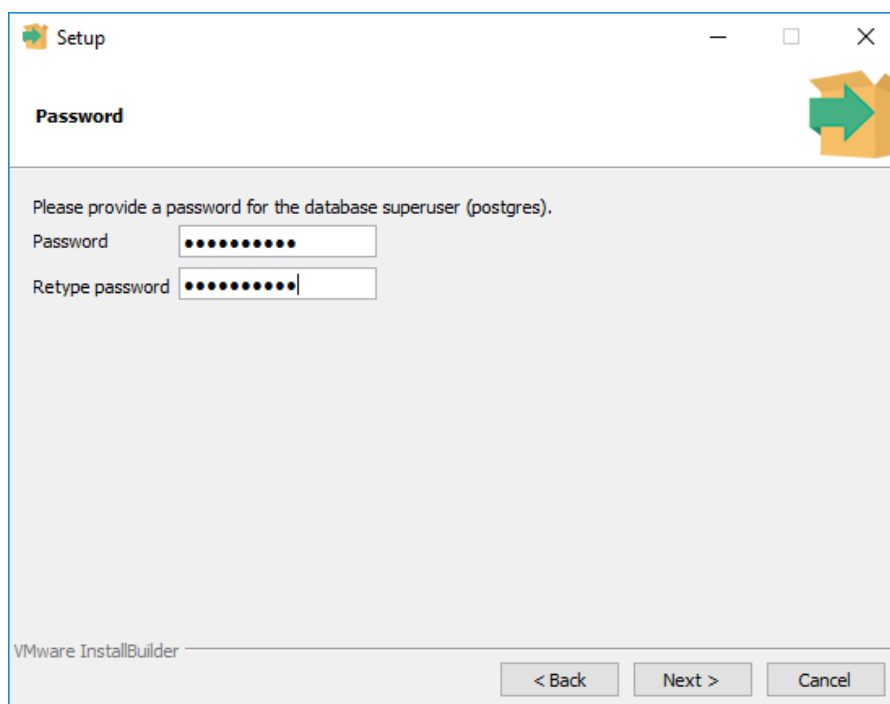 Setup
Password
Please provide a password for the database superuser (postgres).
Password ••••••••••
Retype password ••••••••••
VMware InstallBuilder
< Back Next > Cancel